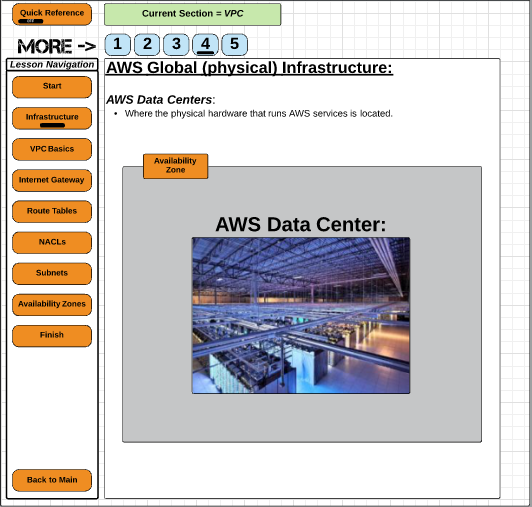 Quick Reference
Current Section = VPC
MORE ->
1 2 3 4 5
Lesson Navigation
Start
Infrastructure
VPC Basics
Internet Gateway
Route Tables
NACLs
Subnets
Availability Zones
Finish
Back to Main
AWS Global (physical) Infrastructure:
AWS Data Centers:
• Where the physical hardware that runs AWS services is located.
Availability
Zone
AWS Data Center: